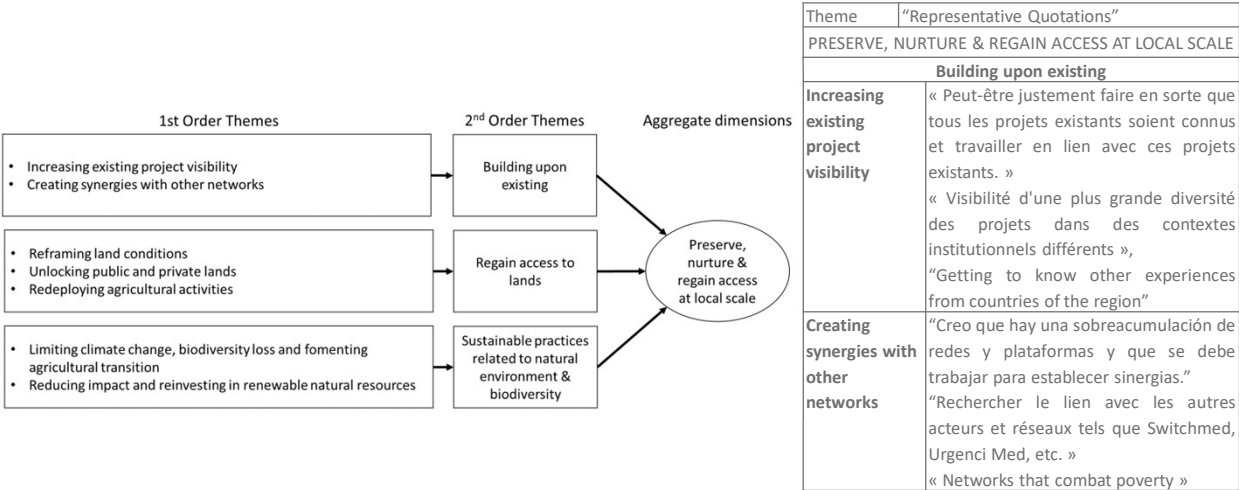 1st Order Themes
2nd Order Themes
Aggregate dimensions
• Increasing existing project visibility
• Creating synergies with other networks
Building upon
existing
• Reframing land conditions
• Unlocking public and private lands
• Redeploying agricultural activities
Regain access to
lands
• Limiting climate change, biodiversity loss and fomenting
agricultural transition
• Reducing impact and reinvesting in renewable natural resources
Sustainable practices
related to natural
environment &
biodiversity
Preserve,
nurture &
regain access
at local scale
Theme
“Representative Quotations”
PRESERVE, NURTURE & REGAIN ACCESS AT LOCAL SCALE
Building upon existing
Increasing
existing
project
visibility
« Peut-être justement faire en sorte que
tous les projets existants soient connus
et travailler en lien avec ces projets
existants. »
« Visibilité d'une plus grande diversité
des projets dans des contextes
institutionnels différents »,
“Getting to know other experiences
from countries of the region”
Creating
synergies with
other
networks
“Creo que hay una sobreacumulación de
redes y plataformas y que se debe
trabajar para establecer sinergias.”
“Rechercher le lien avec les autres
acteurs et réseaux tels que Switchmed,
Urgenci Med, etc. »
« Networks that combat poverty »